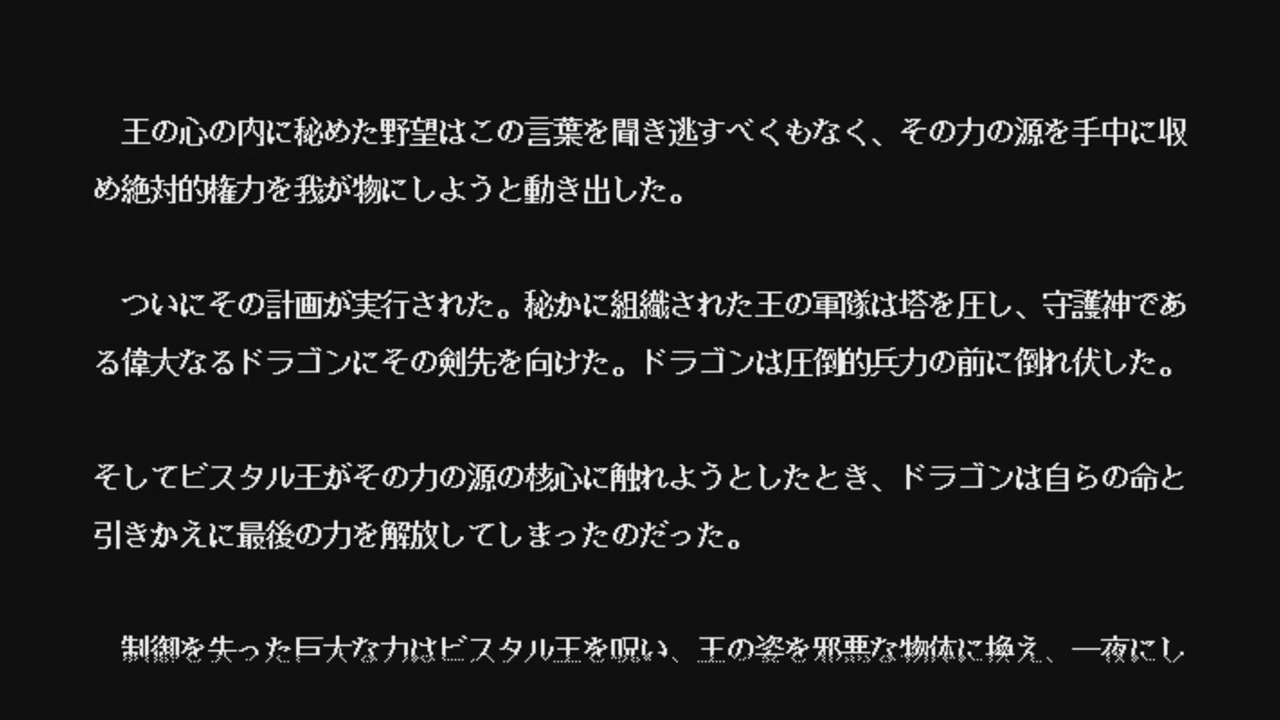 王の心の内に秘めた野望はこの言葉を聞き逃すべくもなく、その力の源を手中に収
め絶対的権力を我が物にしようと動き出した。
ついにその計画が実行された。秘かに組織された王の軍隊は塔を圧し、守護神であ
る偉大なるドラゴンにその剣先を向けた。ドラゴンは圧倒的兵力の前に倒れ伏した。
そしてビスタル王がその力の源の核心に触れようとしたとき、ドラゴンは自らの命と
引きかえに最後の力を解放してしまったのだった。
制御を失った巨大な力はビスタル王を呪い、王の姿を邪悪な物体に換え、一夜にし